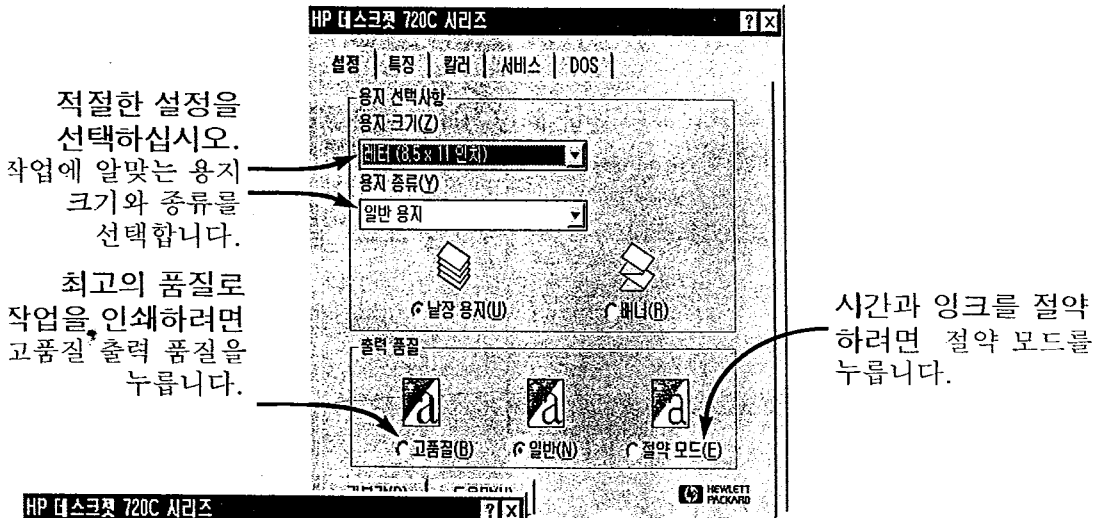 HP 데스크젯 720C 시리즈
설정 특징 칼러 서비스 DOS
용지 선택사항
용지 크기(Z)
레터 (8.5 x 11 인치)
용지 종류(Y)
일반 용지
낱장 용지(U)
배너(R)
출력 품질
고품질(B)
일반(N)
절약 모드(E)
HEWLETT
PACKARD
적절한 설정을
선택하십시오.
작업에 알맞는 용지
크기와 종류를
선택합니다.
최고의 품질로
작업을 인쇄하려면
고품질 출력 품질을
누릅니다.
시간과 잉크를 절약
하려면 절약 모드를
누릅니다.
HP 데스크젯 720C 시리즈